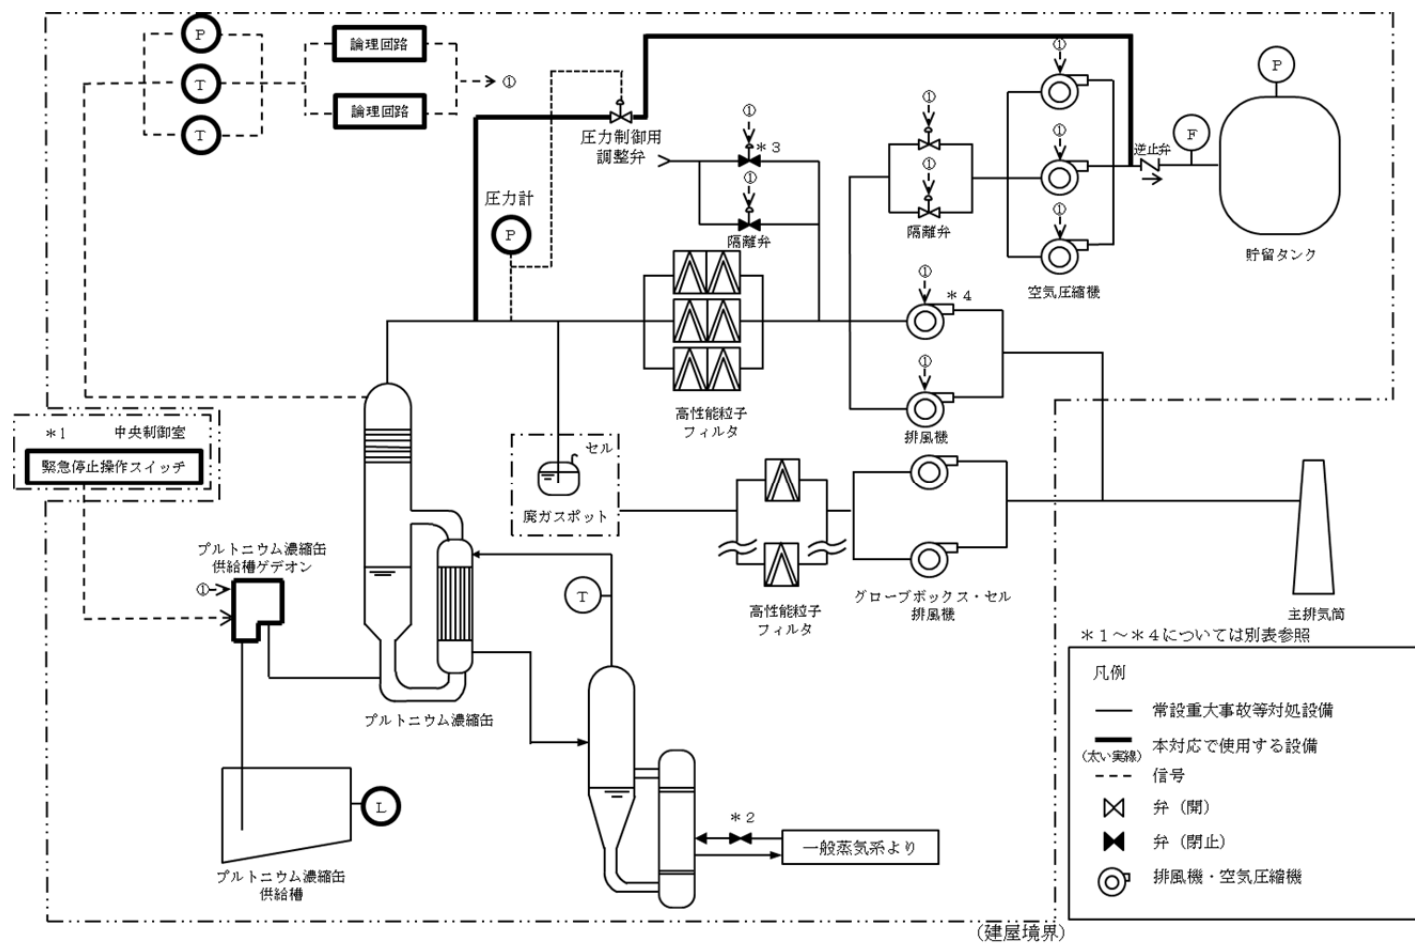 P
T
T
論理回路
論理回路
①
圧力制御用
調整弁
①
＊3
①
隔離弁
圧力計
P
①
①
隔離弁
①
①
①
空気圧縮機
逆止弁
F
P
貯留タンク
高性能粒子
フィルタ
①
＊4
①
排風機
＊1
中央制御室
緊急停止操作スイッチ
セル
廃ガスポット
プルトニウム濃縮缶
供給槽ゲデオン
①
T
高性能粒子
フィルタ
グローブボックス・セル
排風機
主排気筒
プルトニウム濃縮缶
L
プルトニウム濃縮缶
供給槽
＊2
一般蒸気系より
＊1～＊4については別表参照
凡例
常設重大事故等対処設備
本対応で使用する設備
(太い実線)
信号
弁（開）
弁（閉止）
排風機・空気圧縮機
(建屋境界)